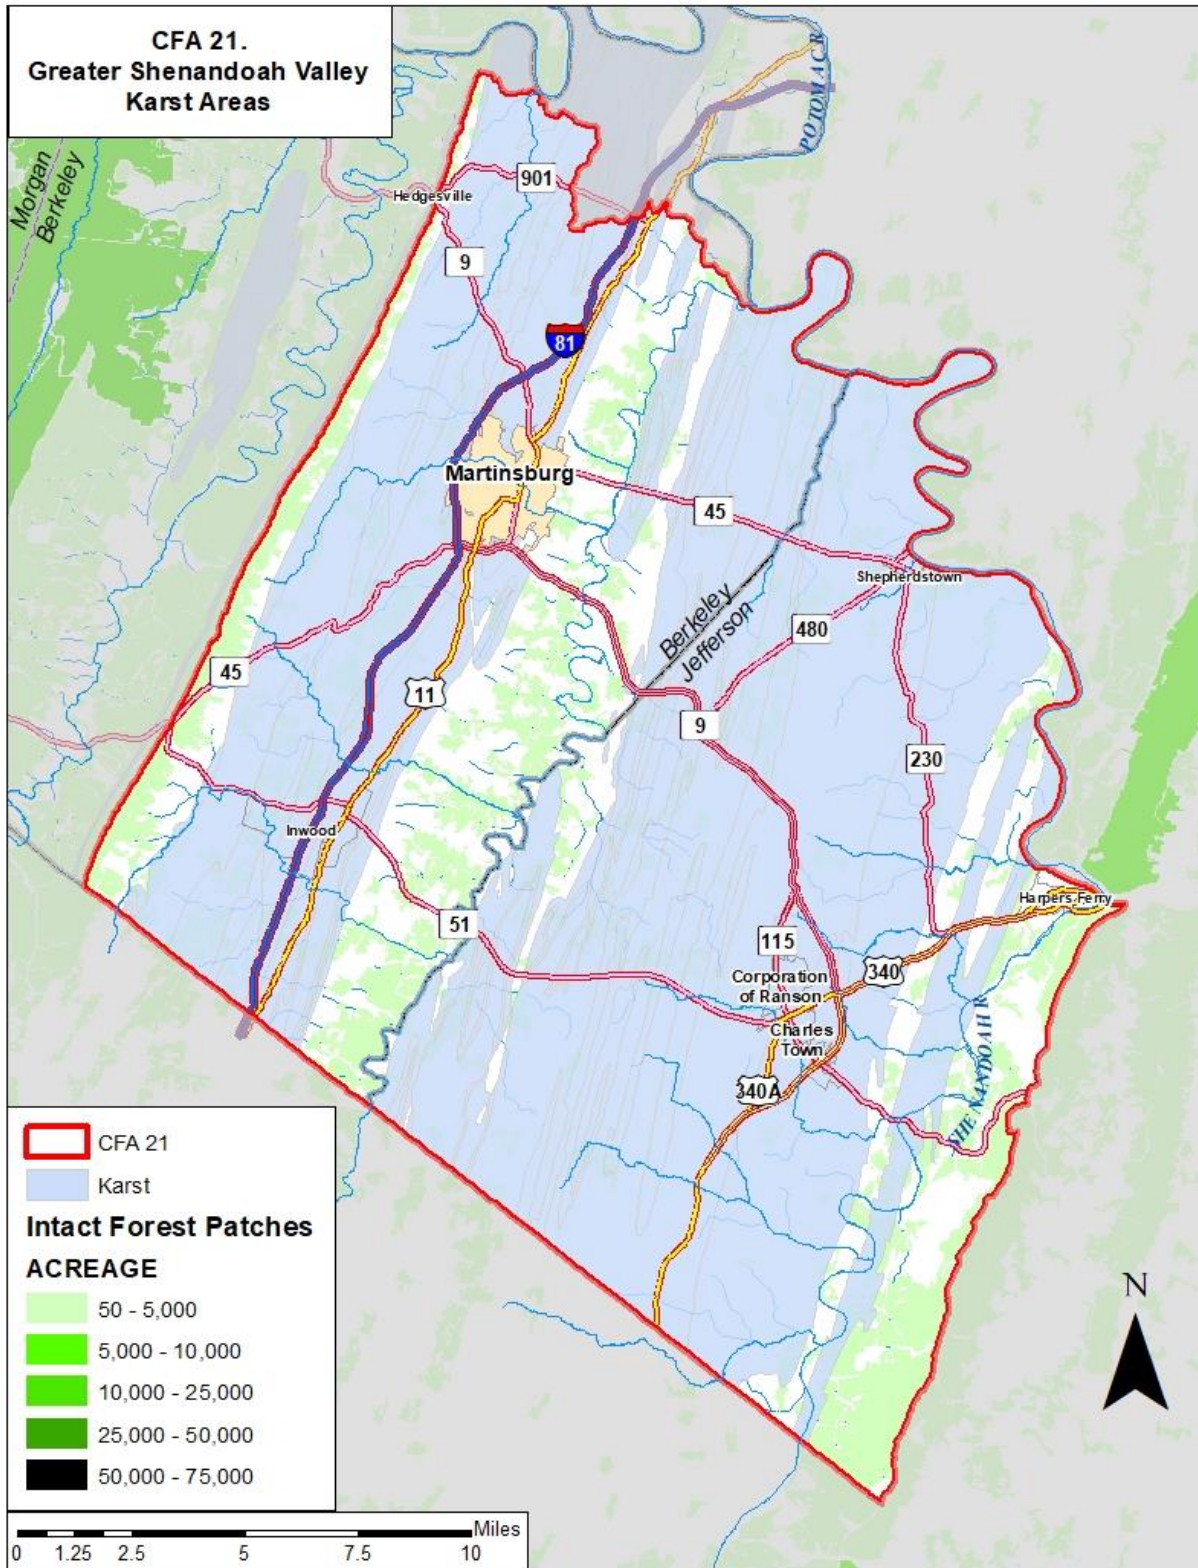 CFA 21.
Greater Shenandoah Valley
Karst Areas
POTOMAC R
Morgan
Berkeley
901
Hedgesville
9
81
Martinsburg
45
Shepherdstown
Berkeley
Jefferson
480
45
11
9
230
Inwood
Harpers Ferry
51
115
340
Corporation
of Ranson
Charles
Town
SHENANDOAH R
340A
CFA 21
Karst
Intact Forest Patches
ACREAGE
50 - 5,000
5,000 - 10,000
10,000 - 25,000
25,000 - 50,000
50,000 - 75,000
N
Miles
0 1.25 2.5 5 7.5 10